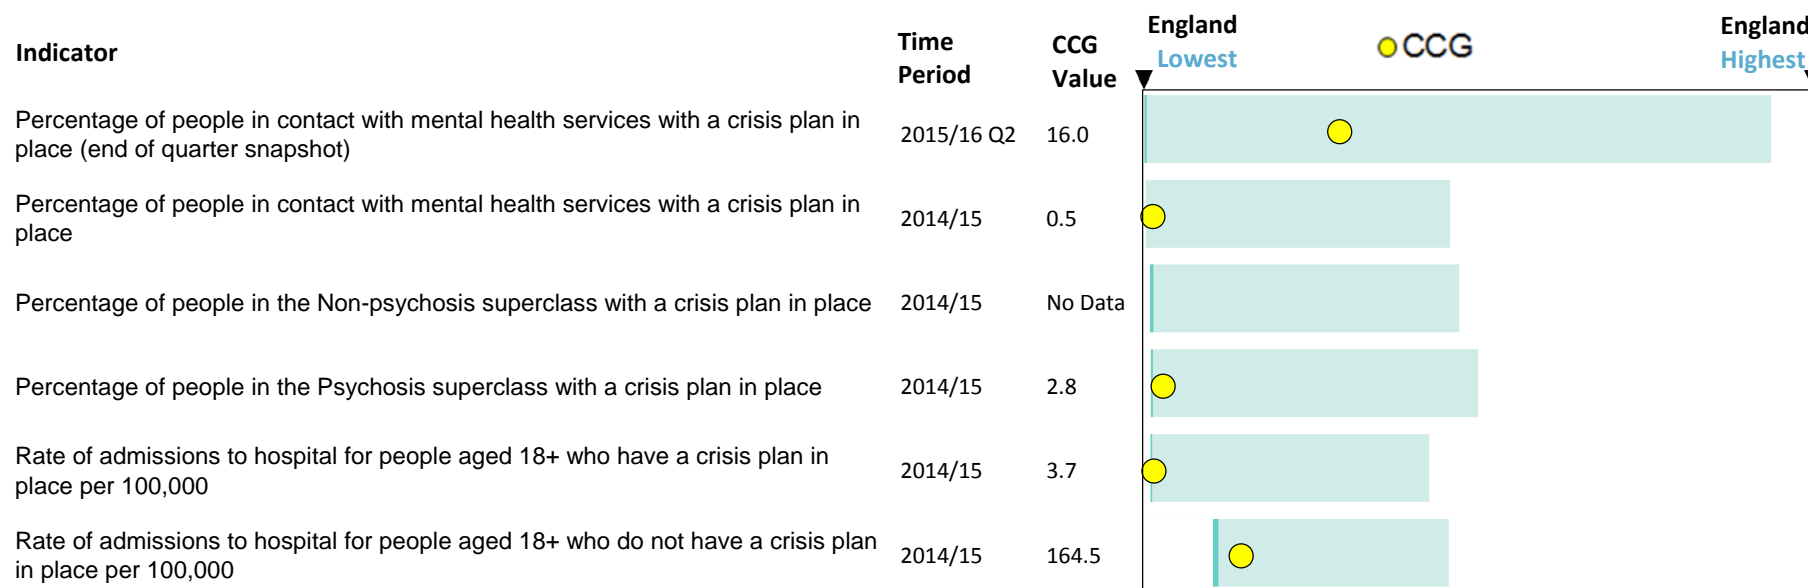 Indicator
Time Period
CCG Value
England Lowest
CCG
England Highest
Percentage of people in contact with mental health services with a crisis plan in
place (end of quarter snapshot)
2015/16 Q2
16.0
Percentage of people in contact with mental health services with a crisis plan in
place
2014/15
0.5
Percentage of people in the Non-psychosis superclass with a crisis plan in place
2014/15
No Data
Percentage of people in the Psychosis superclass with a crisis plan in place
2014/15
2.8
Rate of admissions to hospital for people aged 18+ who have a crisis plan in
place per 100,000
2014/15
3.7
Rate of admissions to hospital for people aged 18+ who do not have a crisis plan
in place per 100,000
2014/15
164.5